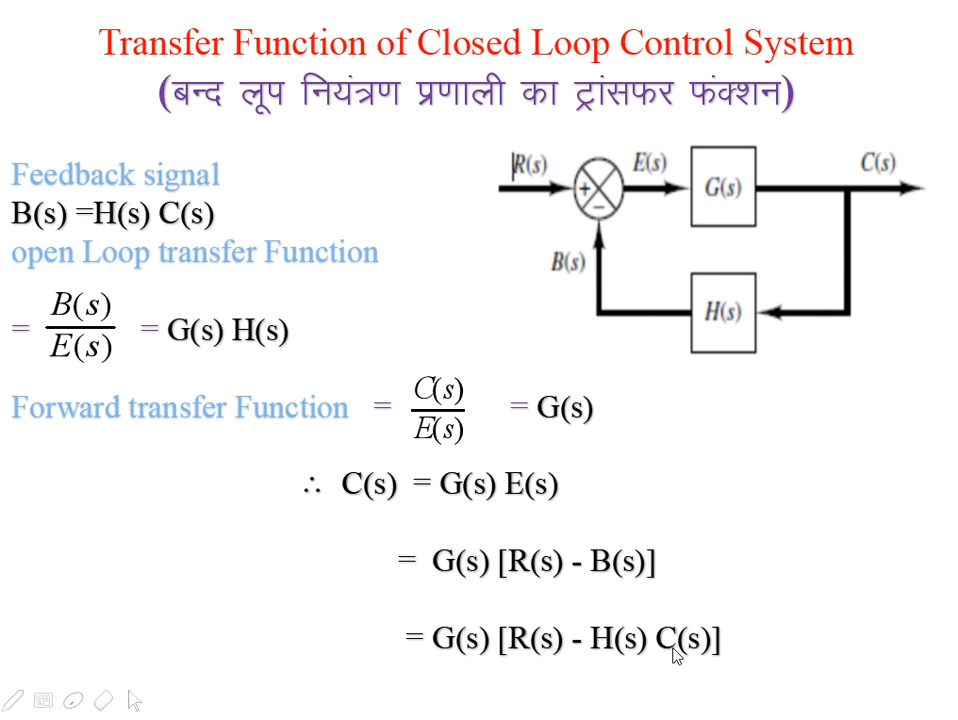 Transfer Function of Closed Loop Control System
(बन्द लूप नियंत्रण प्रणाली का ट्रांसफर फंक्शन)
Feedback signal
B(s) =H(s) C(s)
open Loop transfer Function
= B(s) / E(s) = G(s) H(s)
R(s) E(s) G(s) C(s)
+
−
B(s)
H(s)
Forward transfer Function = C(s) / E(s) = G(s)
∴ C(s) = G(s) E(s)
= G(s) [R(s) - B(s)]
= G(s) [R(s) - H(s) C(s)]